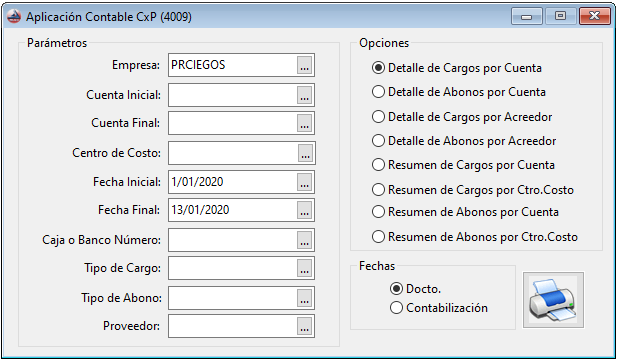 Aplicación Contable CxP (4009)
Parámetros
Empresa: PRCIEGOS ...
Cuenta Inicial: ...
Cuenta Final: ...
Centro de Costo: ...
Fecha Inicial: 1/01/2020 ...
Fecha Final: 13/01/2020 ...
Caja o Banco Número: ...
Tipo de Cargo: ...
Tipo de Abono: ...
Proveedor: ...
Opciones
Detalle de Cargos por Cuenta
Detalle de Abonos por Cuenta
Detalle de Cargos por Acreedor
Detalle de Abonos por Acreedor
Resumen de Cargos por Cuenta
Resumen de Cargos por Ctro.Costo
Resumen de Abonos por Cuenta
Resumen de Abonos por Ctro.Costo
Fechas
Docto.
Contabilización